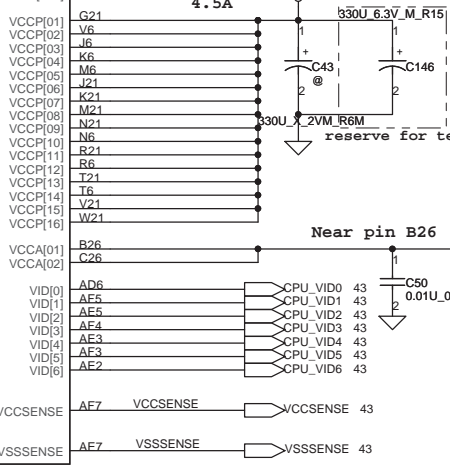 4.5A
VCCP[01] G21
VCCP[02] V6
VCCP[03] J6
VCCP[04] K6
VCCP[05] M6
VCCP[06] J21
VCCP[07] K21
VCCP[08] M21
VCCP[09] N21
VCCP[10] N6
VCCP[11] R21
VCCP[12] R6
VCCP[13] T21
VCCP[14] T6
VCCP[15] V21
VCCP[16] W21
330U_6.3V_M_R15
1 1
+ +
C43 C146
@
2 2
330U_X_2VM_R6M
reserve for te
Near pin B26
VCCA[01] B26
VCCA[02] C26
1
C50
0.01U_0
2
VID[0] AD6 CPU_VID0 43
VID[1] AF5 CPU_VID1 43
VID[2] AE5 CPU_VID2 43
VID[3] AF4 CPU_VID3 43
VID[4] AE3 CPU_VID4 43
VID[5] AF3 CPU_VID5 43
VID[6] AE2 CPU_VID6 43
VCCSENSE AF7 VCCSENSE VCCSENSE 43
VSSSENSE AE7 VSSSENSE VSSSENSE 43